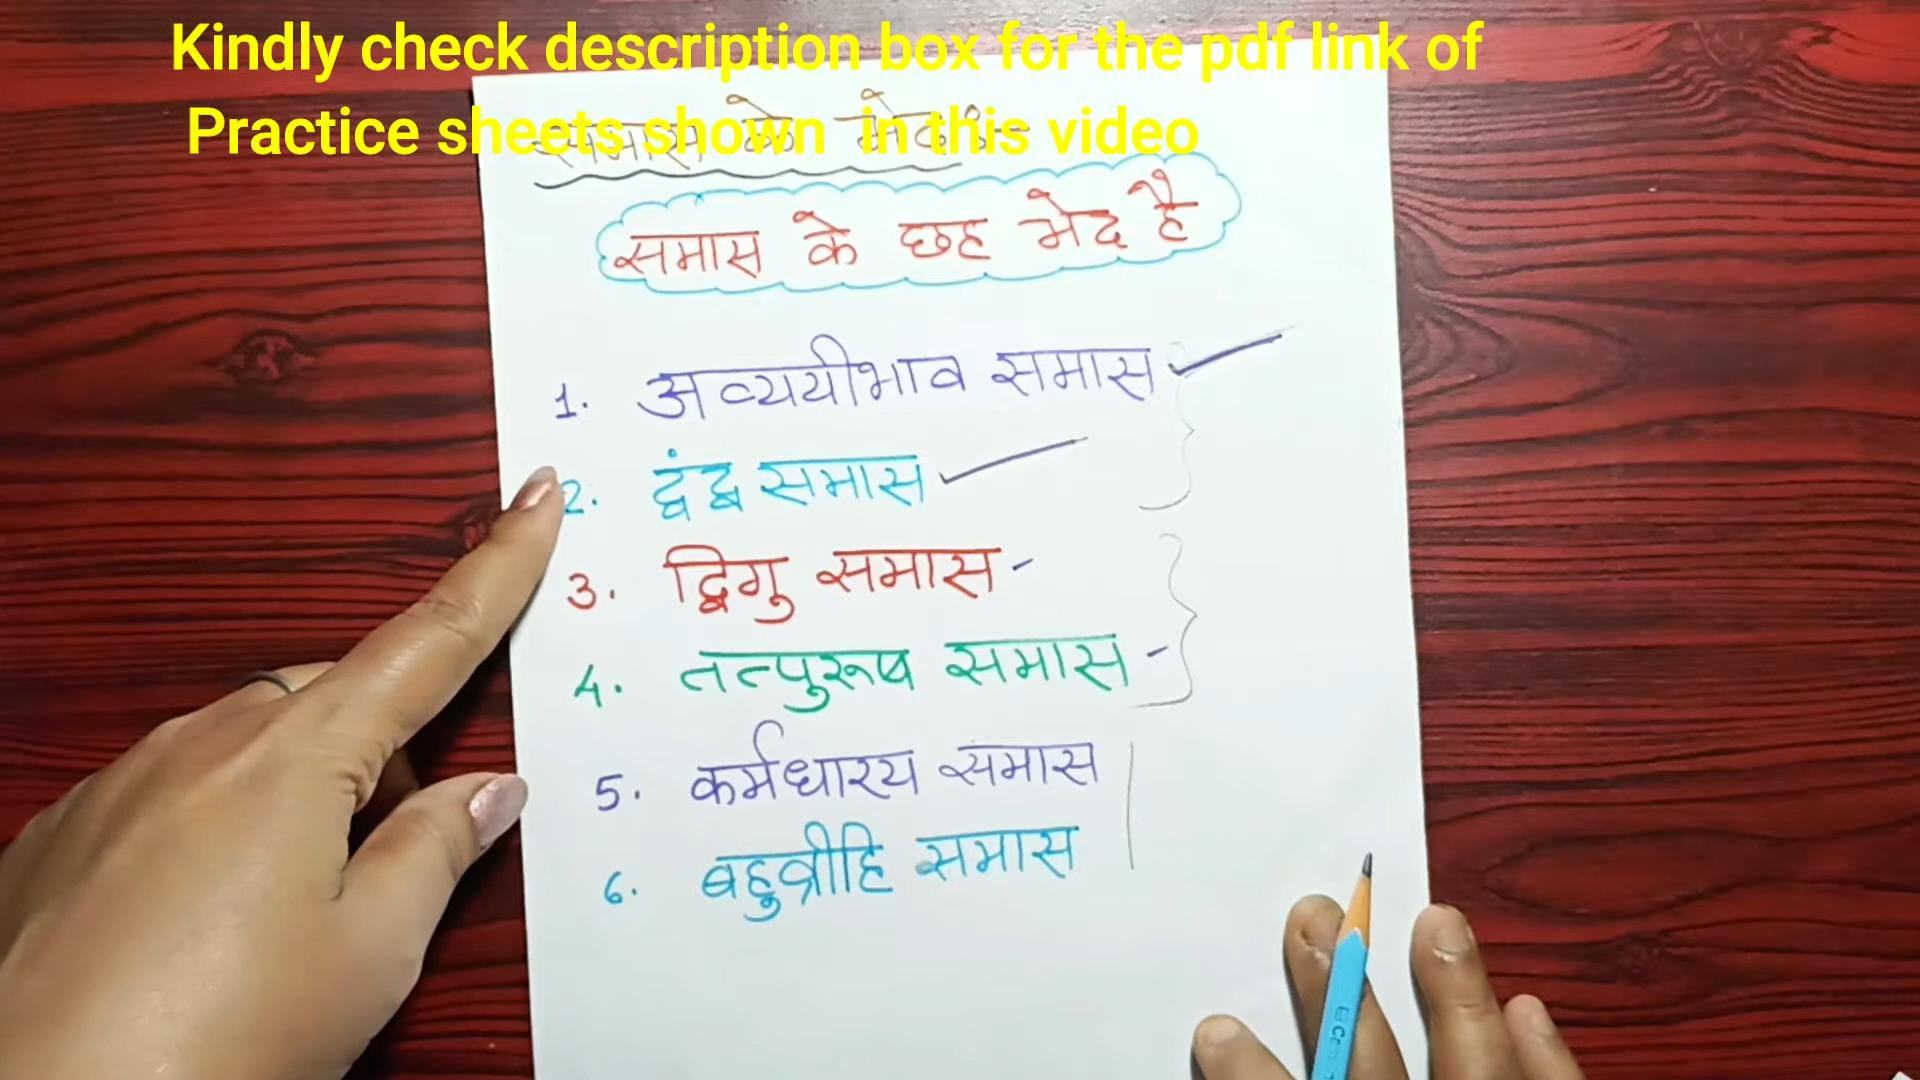 Kindly check description box for the pdf link of
Practice sheets shown in this video
समास के भेद :-
समास के छह भेद है
1. अव्ययीभाव समास
2. द्वंद्व समास
3. द्विगु समास -
4. तत्पुरूष समास -
5. कर्मधारय समास
6. बहुव्रीहि समास